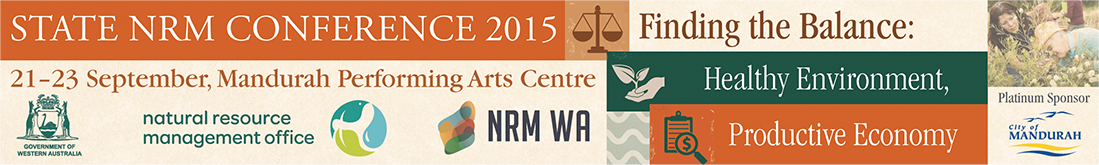 STATE NRM CONFERENCE 2015
Finding the Balance:
21–23 September, Mandurah Performing Arts Centre
Healthy Environment,
Productive Economy
GOVERNMENT OF
WESTERN AUSTRALIA
natural resource
management office
NRM WA
$
Platinum Sponsor
City of
MANDURAH